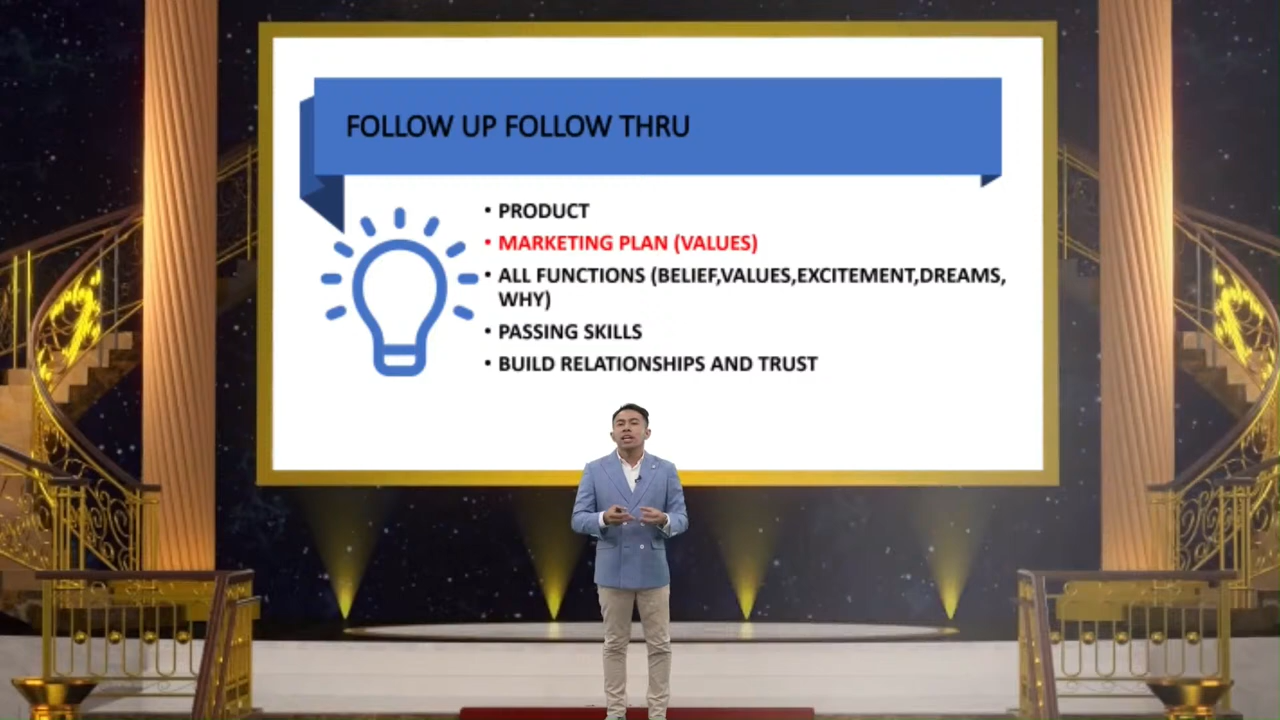 FOLLOW UP FOLLOW THRU
• PRODUCT
• MARKETING PLAN (VALUES)
• ALL FUNCTIONS (BELIEF,VALUES,EXCITEMENT,DREAMS,
WHY)
• PASSING SKILLS
• BUILD RELATIONSHIPS AND TRUST